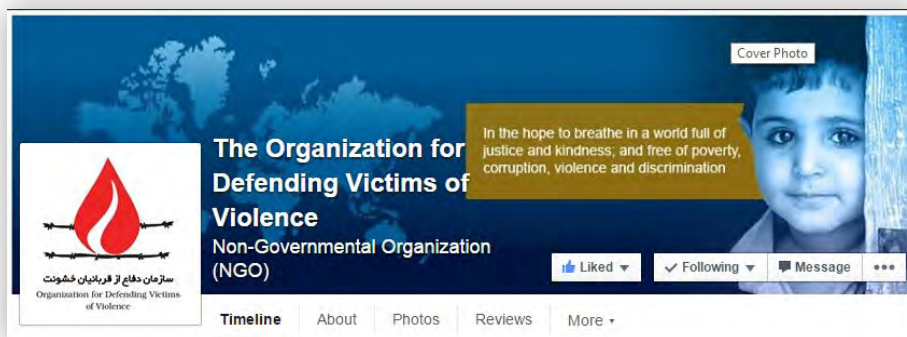 Cover Photo
In the hope to breathe in a world full of
justice and kindness; and free of poverty,
corruption, violence and discrimination
The Organization for
Defending Victims of
Violence
Non-Governmental Organization
(NGO)
سازمان دفاع از قربانیان خشونت
Organization for Defending Victims
of Violence
Liked
Following
Message
Timeline About Photos Reviews More